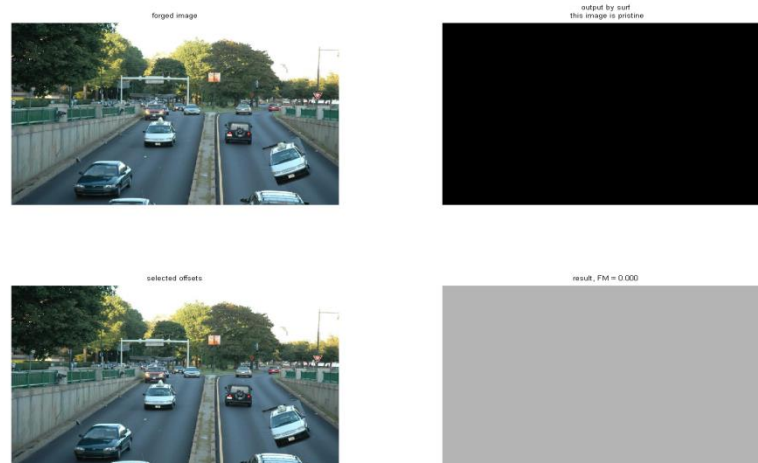 forged image
output by surf
this image is pristine
selected offsets
result, FM = 0.000